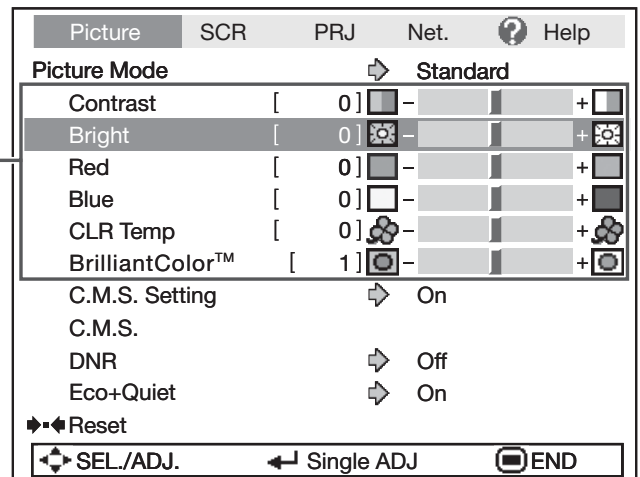 Picture SCR PRJ Net. ? Help
Picture Mode Standard
Contrast [ 0] - +
Bright [ 0] - +
Red [ 0] - +
Blue [ 0] - +
CLR Temp [ 0] - +
BrilliantColor™ [ 1] - +
C.M.S. Setting On
C.M.S.
DNR Off
Eco+Quiet On
Reset
SEL./ADJ. Single ADJ END